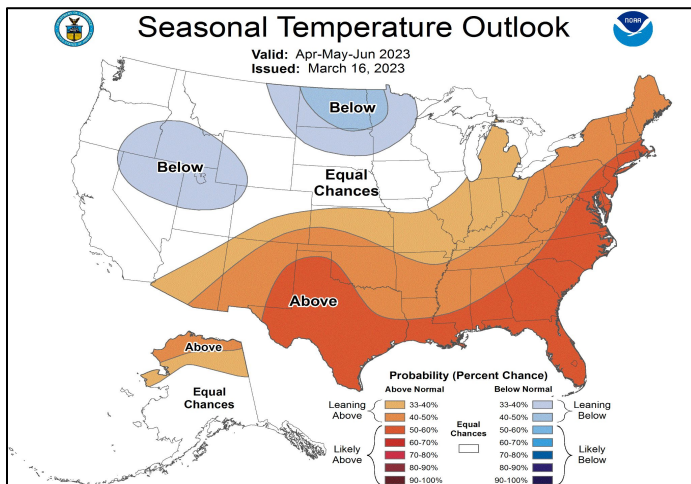 Seasonal Temperature Outlook
NOAA
Valid: Apr-May-Jun 2023
Issued: March 16, 2023
Below
Below
Equal
Chances
Above
Above
Equal
Chances
Probability (Percent Chance)
Above Normal
Below Normal
Leaning
Above
33-40%
40-50%
50-60%
60-70%
70-80%
80-90%
90-100%
Likely
Above
Equal
Chances
33-40%
40-50%
50-60%
60-70%
70-80%
80-90%
90-100%
Leaning
Below
Likely
Below